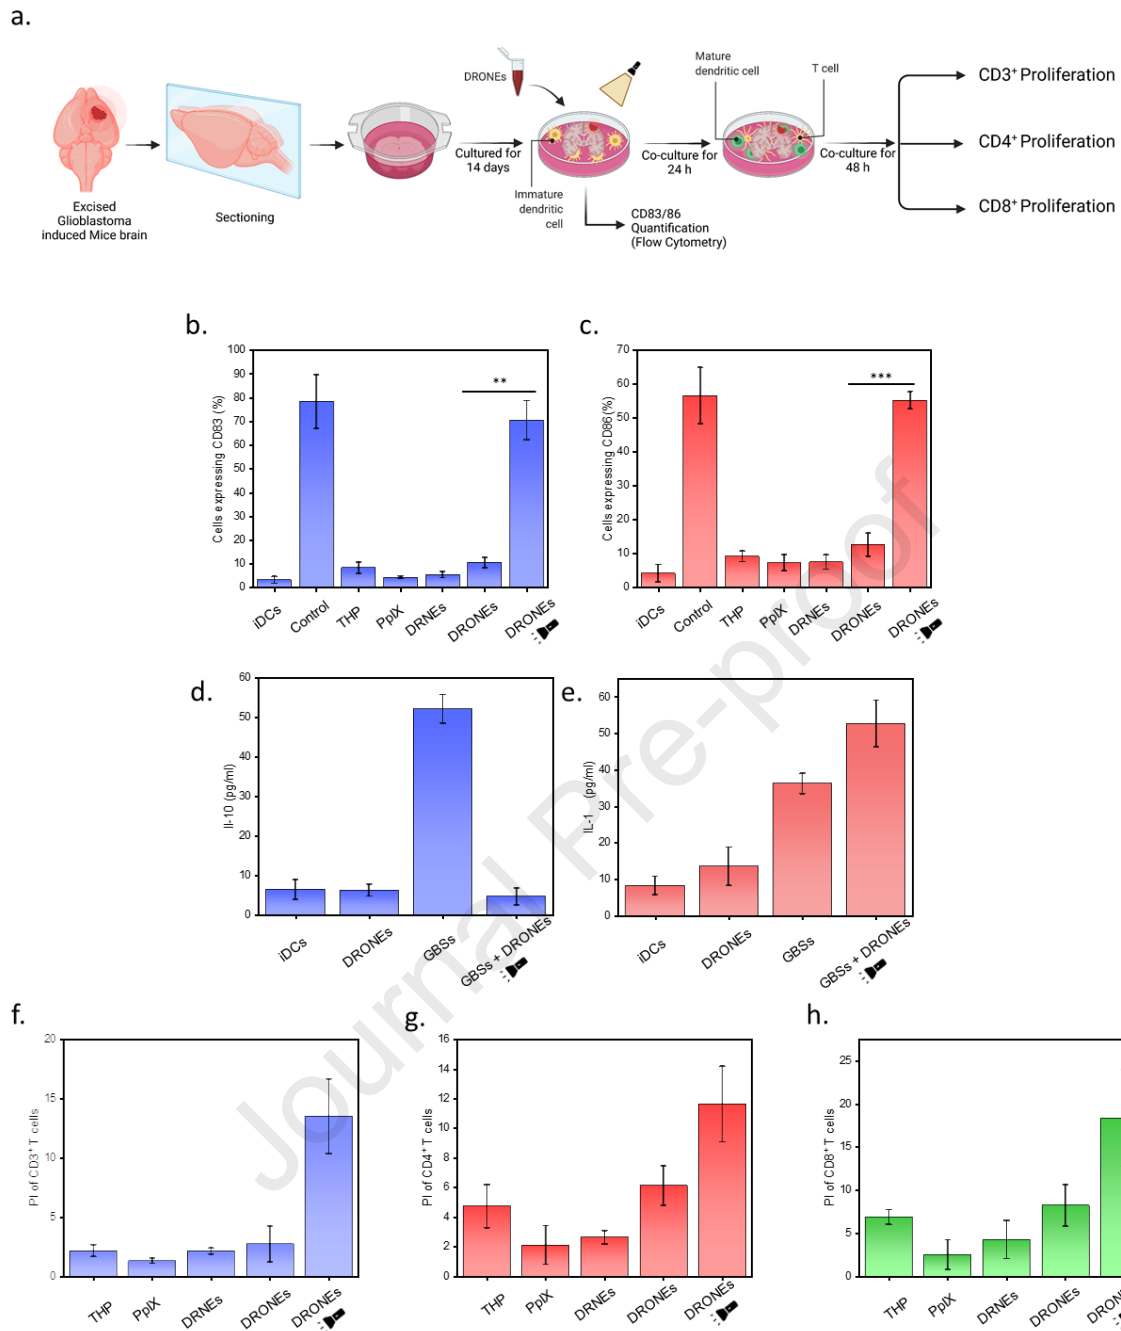 a.
DRONEs
Mature
dendritic cell
T cell
CD3⁺ Proliferation
CD4⁺ Proliferation
CD8⁺ Proliferation
Cultured for
14 days
Co-culture for
24 h
Co-culture for
48 h
Immature
dendritic
cell
CD83/86
Quantification
(Flow Cytometry)
Excised
Glioblastoma
induced Mice brain
Sectioning
b.
Cells expressing CD83 (%)
100
90
80
70
60
50
40
30
20
10
0
**
iDCs
Control
THP
PpIX
DRNEs
DRONEs
DRONEs
c.
Cells expressing CD86 (%)
70
60
50
40
30
20
10
0
***
iDCs
Control
THP
PpIX
DRNEs
DRONEs
DRONEs
d.
Il-10 (pg/ml)
60
50
40
30
20
10
0
iDCs
DRONEs
GBSs
GBSs + DRONEs
e.
IL-1 (pg/ml)
60
50
40
30
20
10
0
iDCs
DRONEs
GBSs
GBSs + DRONEs
f.
PI of CD3⁺ T cells
20
15
10
5
0
THP
PpIX
DRNEs
DRONEs
DRONEs
g.
PI of CD4⁺ T cells
16
14
12
10
8
6
4
2
0
THP
PpIX
DRNEs
DRONEs
DRONEs
h.
PI of CD8⁺ T cells
25
20
15
10
5
0
THP
PpIX
DRNEs
DRONEs
DRONE
Journal Pre-proof